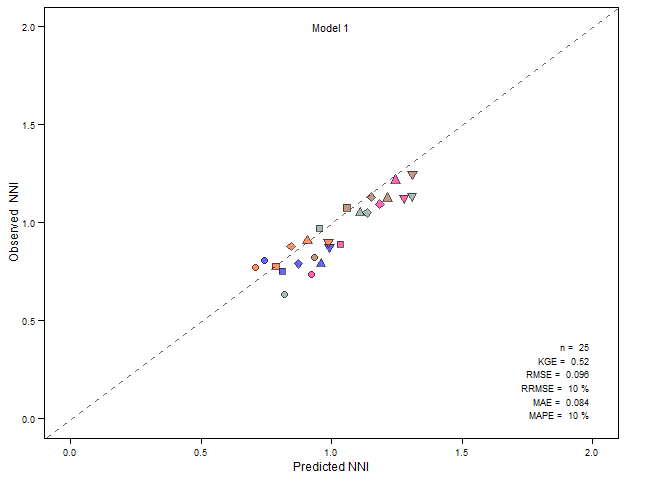 Model 1
2.0
1.5
1.0
0.5
0.0
Observed NNI
n = 25
KGE = 0.52
RMSE = 0.096
RRMSE = 10 %
MAE = 0.084
MAPE = 10 %
0.0 0.5 1.0 1.5 2.0
Predicted NNI